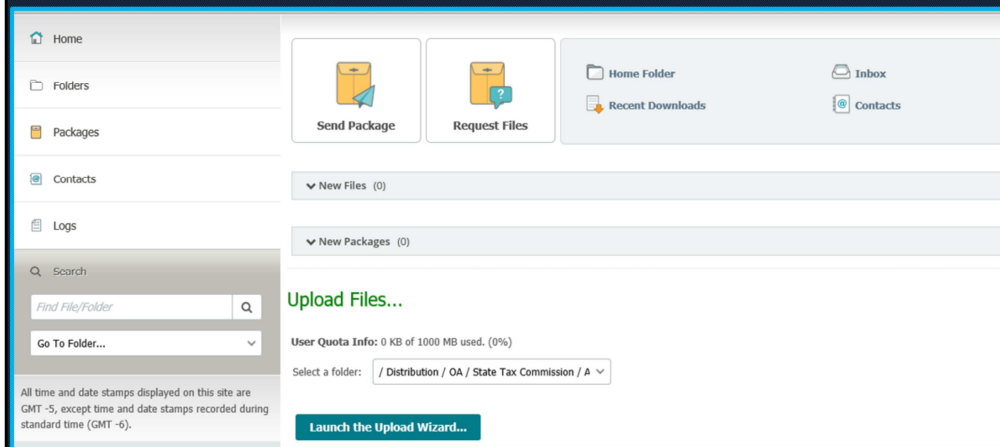 Home
Folders
Packages
Contacts
Logs
Search
Find File/Folder
Go To Folder...
All time and date stamps displayed on this site are
GMT -5, except time and date stamps recorded during
standard time (GMT -6).
Send Package
Request Files
Home Folder
Inbox
Recent Downloads
Contacts
New Files (0)
New Packages (0)
Upload Files...
User Quota Info: 0 KB of 1000 MB used. (0%)
Select a folder: / Distribution / OA / State Tax Commission / A
Launch the Upload Wizard...